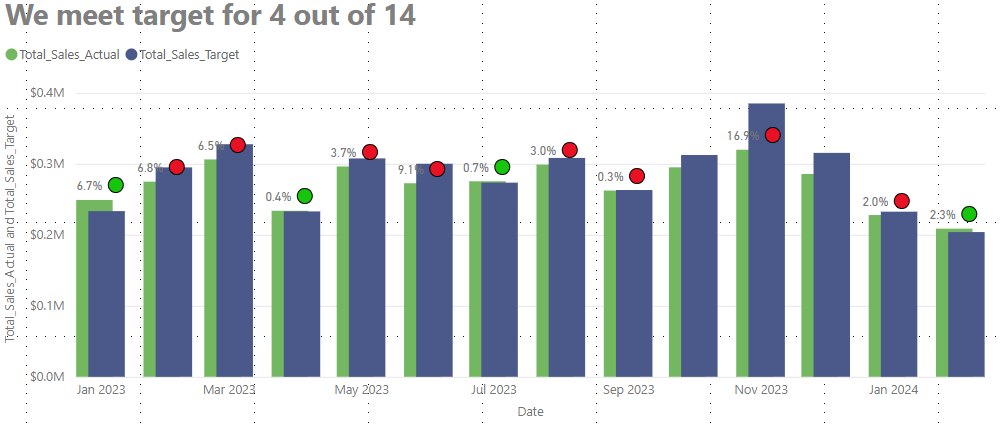 We meet target for 4 out of 14
Total_Sales_Actual Total_Sales_Target
Total_Sales_Actual and Total_Sales_Target
$0.4M
$0.3M
$0.2M
$0.1M
$0.0M
6.7% 6.8% 6.5% 0.4% 3.7% 9.1% 0.7% 3.0% 0.3% 16.9% 2.0% 2.3%
Jan 2023 Mar 2023 May 2023 Jul 2023 Sep 2023 Nov 2023 Jan 2024
Date